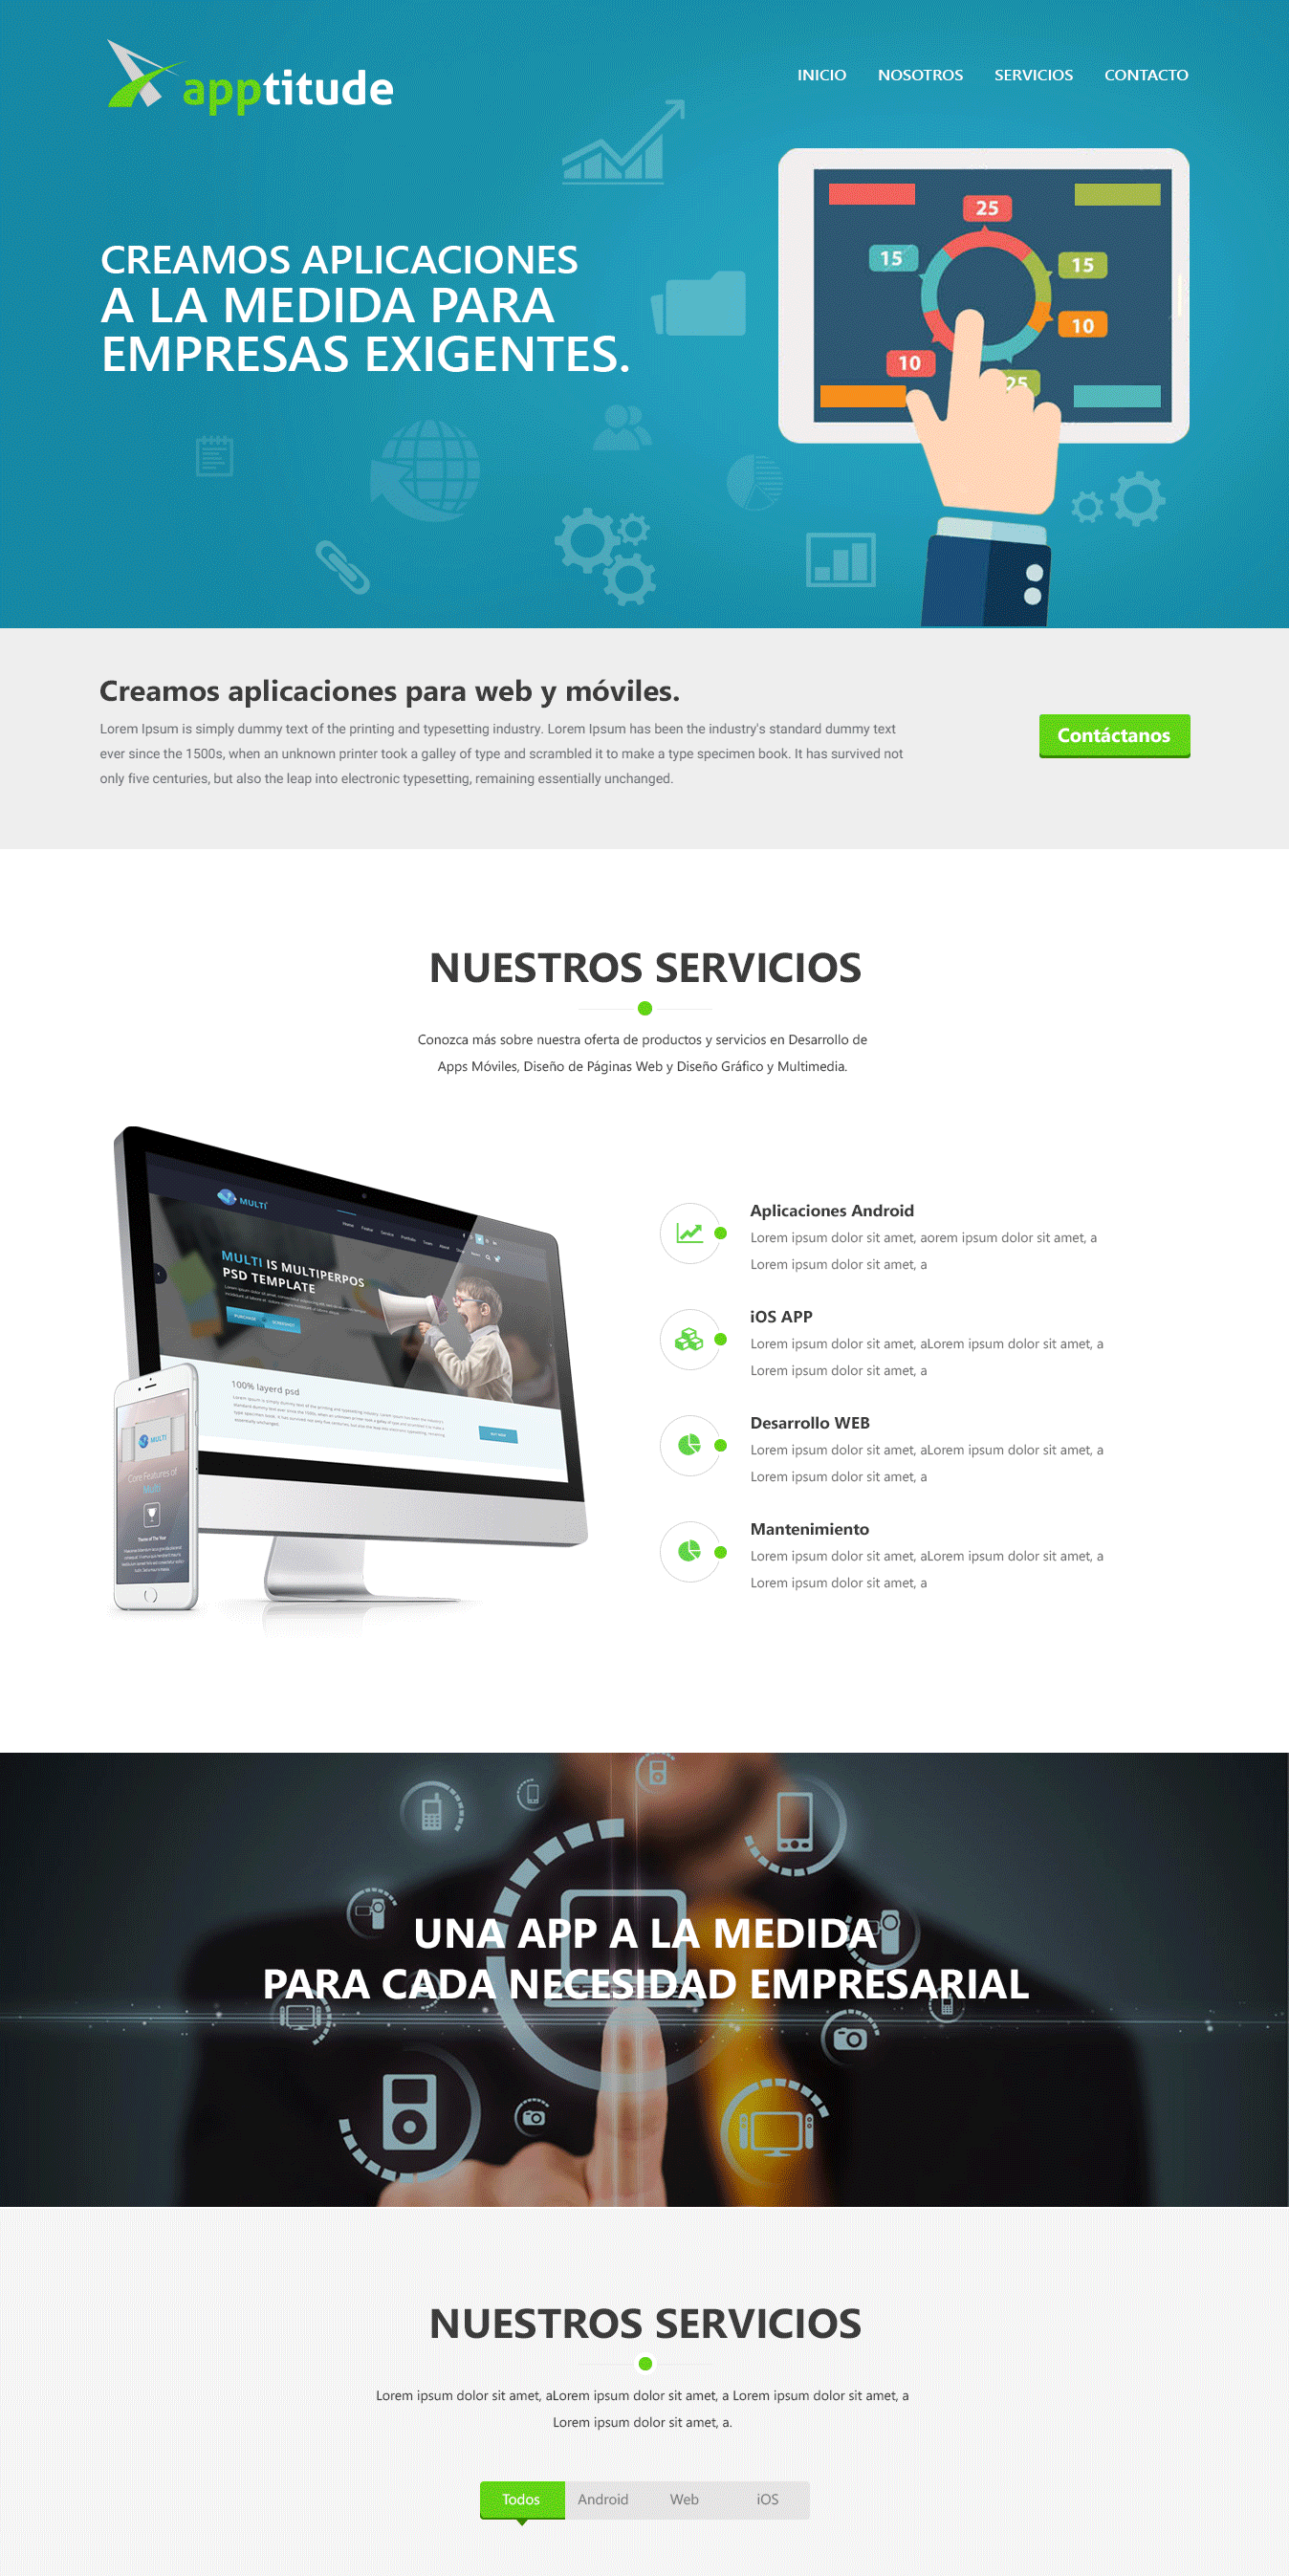 apptitude
INICIO NOSOTROS SERVICIOS CONTACTO
25
15
15
10
10
25
CREAMOS APLICACIONES
A LA MEDIDA PARA
EMPRESAS EXIGENTES.
Creamos aplicaciones para web y móviles.
Lorem Ipsum is simply dummy text of the printing and typesetting industry. Lorem Ipsum has been the industry's standard dummy text
ever since the 1500s, when an unknown printer took a galley of type and scrambled it to make a type specimen book. It has survived not
only five centuries, but also the leap into electronic typesetting, remaining essentially unchanged.
Contáctanos
NUESTROS SERVICIOS
Conozca más sobre nuestra oferta de productos y servicios en Desarrollo de
Apps Móviles, Diseño de Páginas Web y Diseño Gráfico y Multimedia.
MULTI
MULTI IS MULTIPERPOS
PSD TEMPLATE
100% layerd psd
MULTI
Core Features of
Multi
Aplicaciones Android
Lorem ipsum dolor sit amet, aorem ipsum dolor sit amet, a
Lorem ipsum dolor sit amet, a
iOS APP
Lorem ipsum dolor sit amet, aLorem ipsum dolor sit amet, a
Lorem ipsum dolor sit amet, a
Desarrollo WEB
Lorem ipsum dolor sit amet, aLorem ipsum dolor sit amet, a
Lorem ipsum dolor sit amet, a
Mantenimiento
Lorem ipsum dolor sit amet, aLorem ipsum dolor sit amet, a
Lorem ipsum dolor sit amet, a
UNA APP A LA MEDIDA
PARA CADA NECESIDAD EMPRESARIAL
NUESTROS SERVICIOS
Lorem ipsum dolor sit amet, aLorem ipsum dolor sit amet, a Lorem ipsum dolor sit amet, a
Lorem ipsum dolor sit amet, a.
Todos Android Web iOS